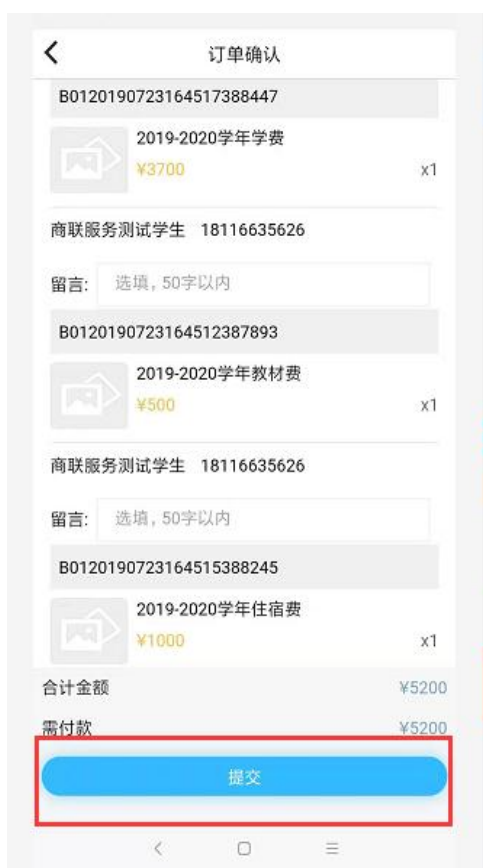 订单确认
B01201907231645173​88447
2019-2020学年学费
¥3700
x1
商联服务测试学生 18116635626
留言: 选填，50字以内
B0120190723164512387893
2019-2020学年教材费
¥500
x1
商联服务测试学生 18116635626
留言: 选填，50字以内
B0120190723164515388245
2019-2020学年住宿费
¥1000
x1
合计金额 ¥5200
需付款 ¥5200
提交